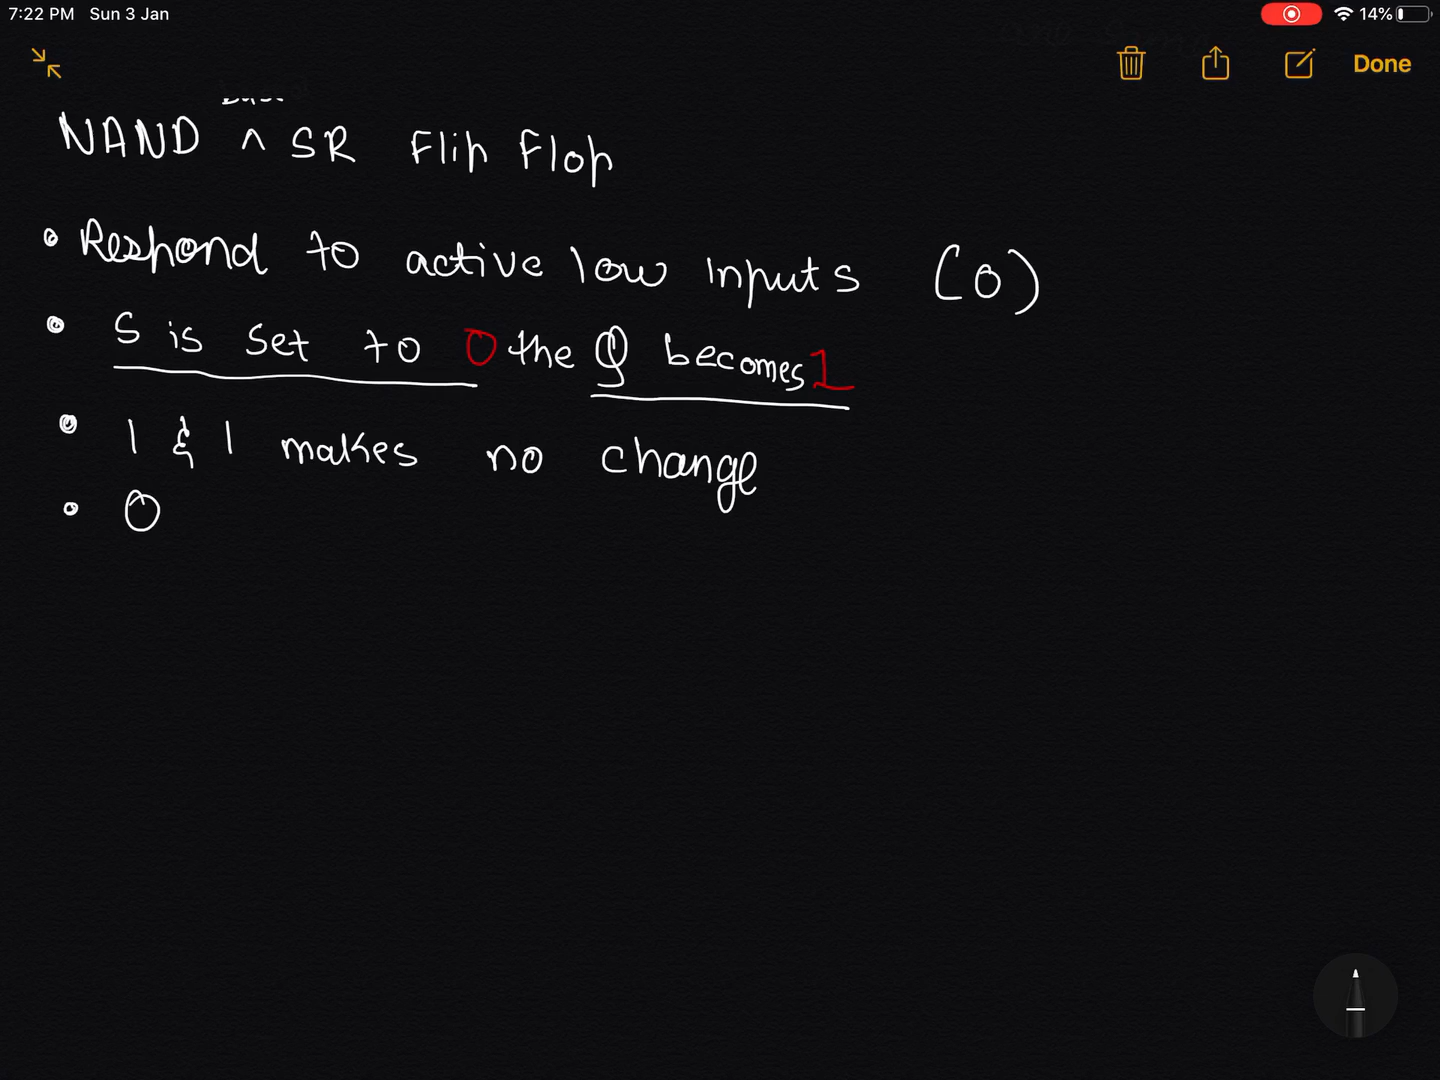 7:22 PM Sun 3 Jan
14%
Done
NAND ^ SR Flip Flop
• Respond to active low inputs (0)
• S is set to 0 the Q becomes 1
• 1 & 1 makes no change
• 0